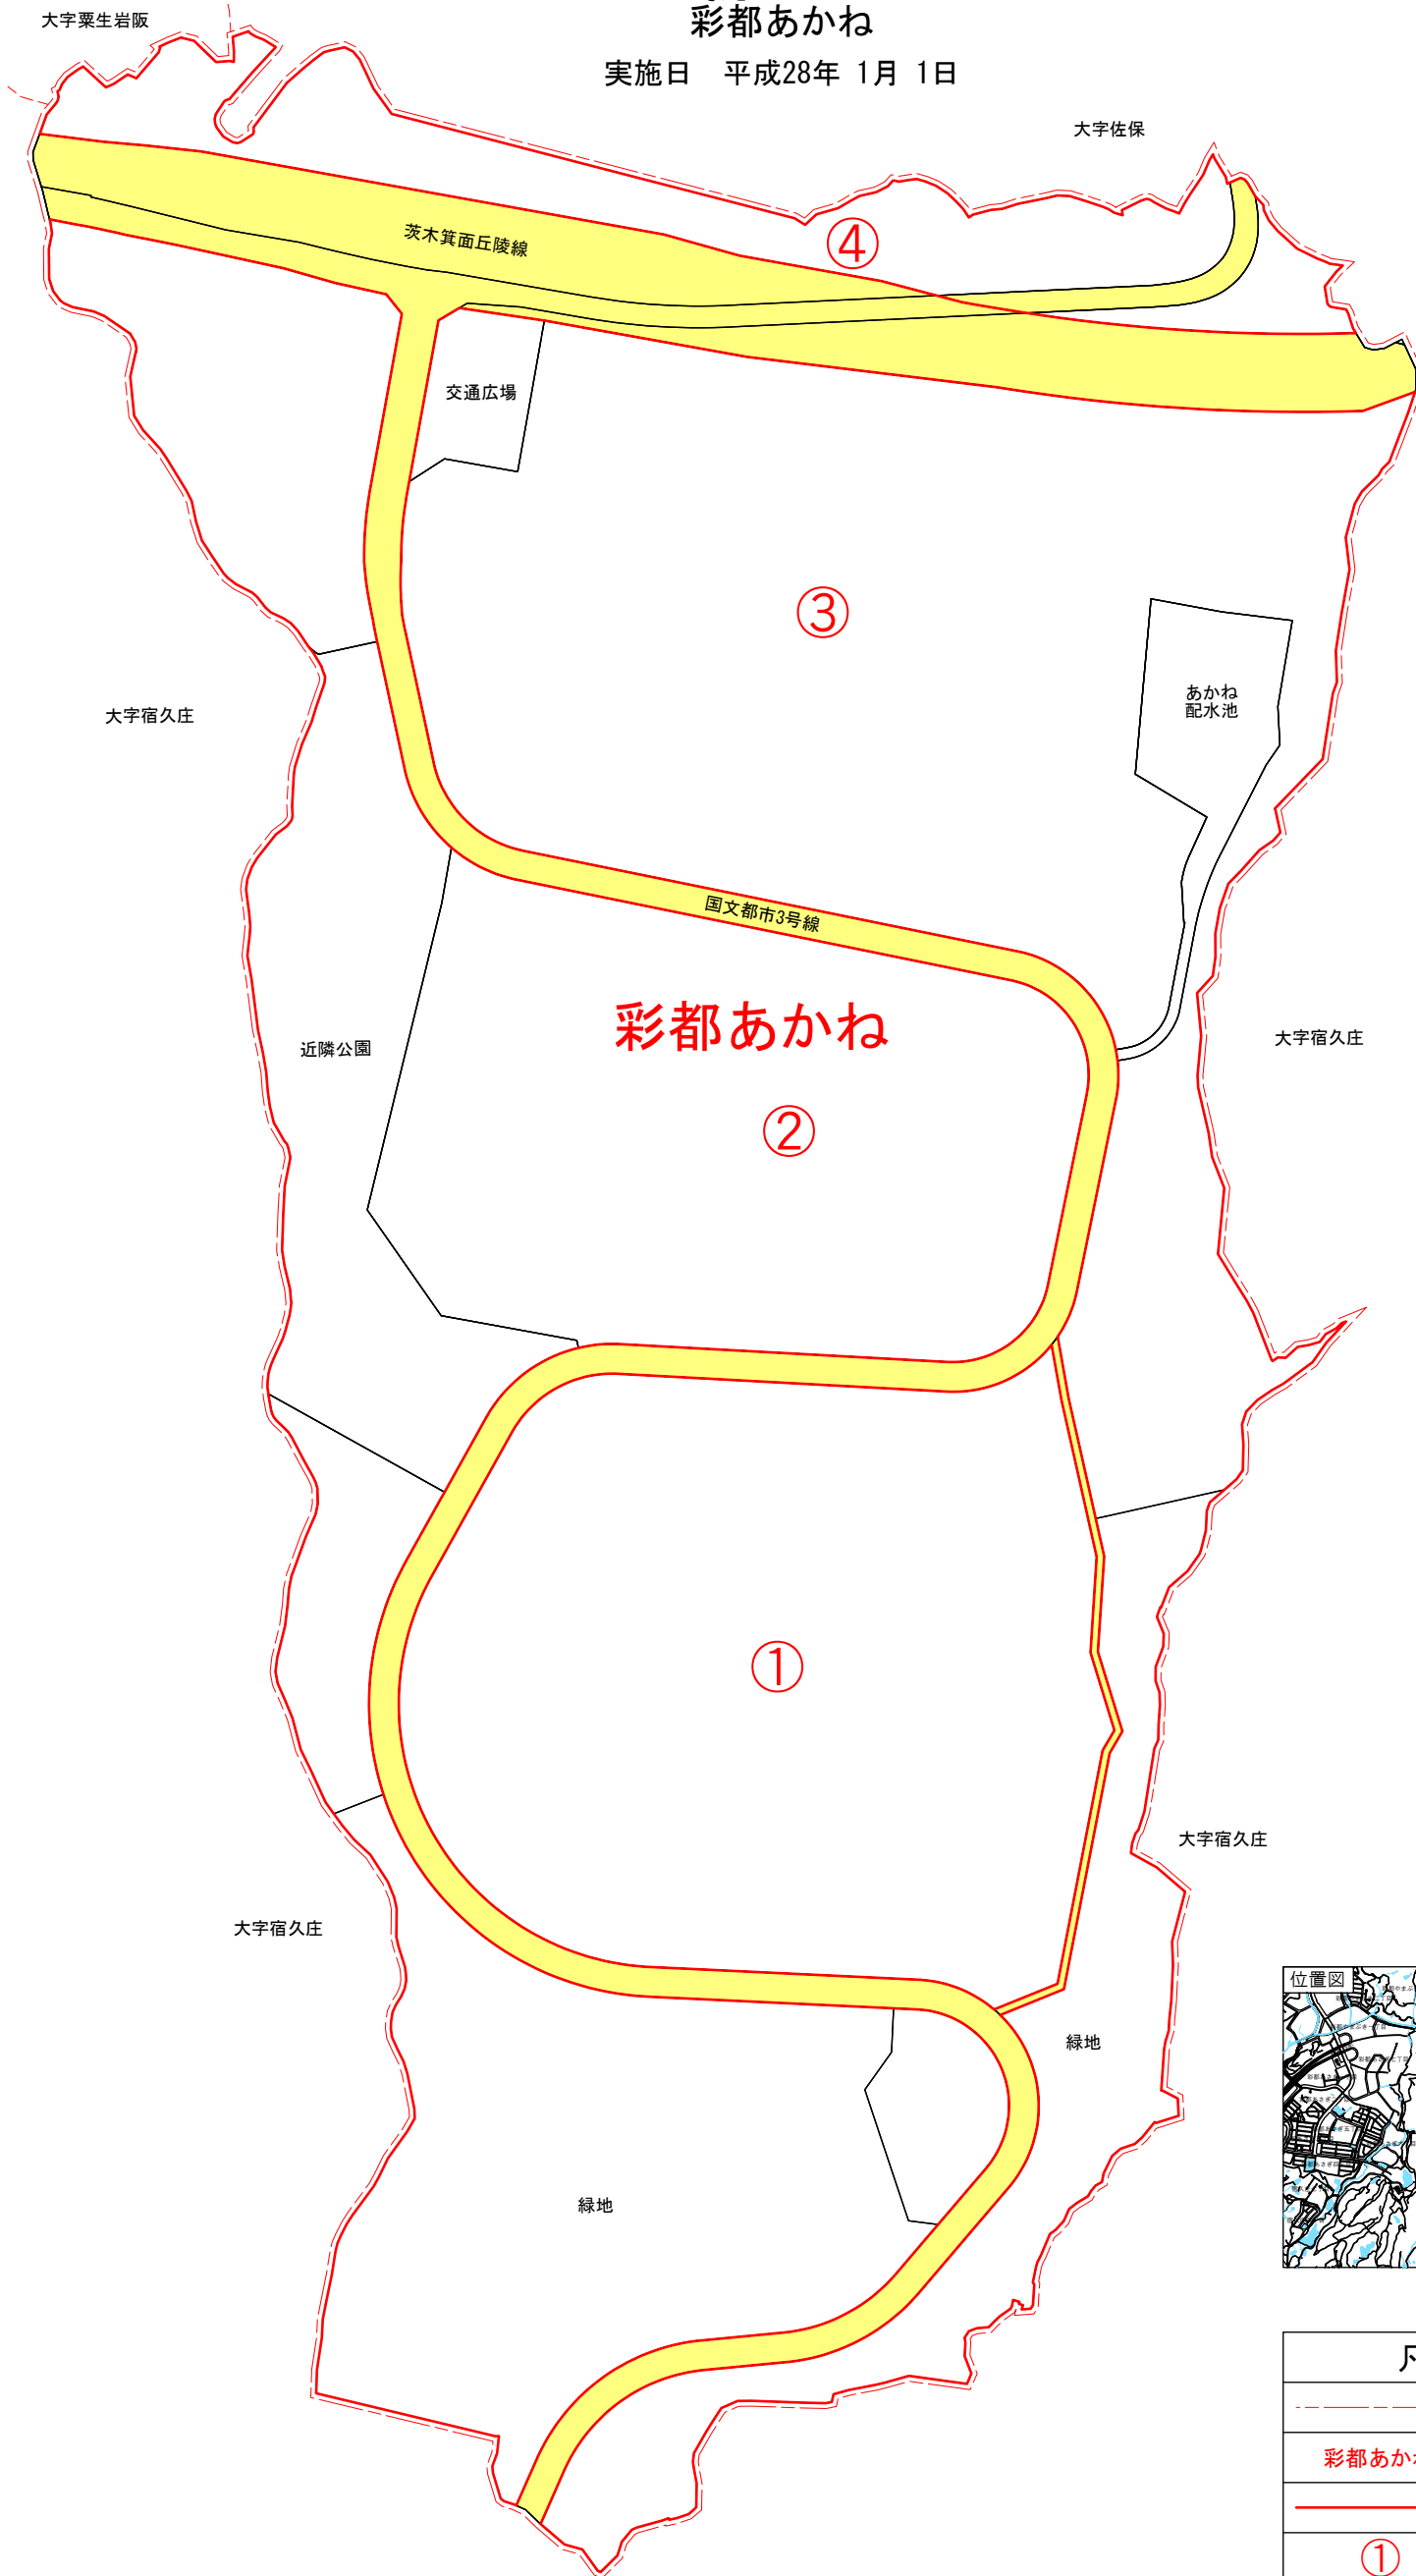 彩都あかね
実施日 平成28年 1月 1日
大字粟生岩阪
大字佐保
茨木箕面丘陵線
④
交通広場
③
あかね
配水池
大字宿久庄
国文都市3号線
彩都あかね
近隣公園
大字宿久庄
②
①
大字宿久庄
大字宿久庄
緑地
緑地
位置図
彩都あかね
①